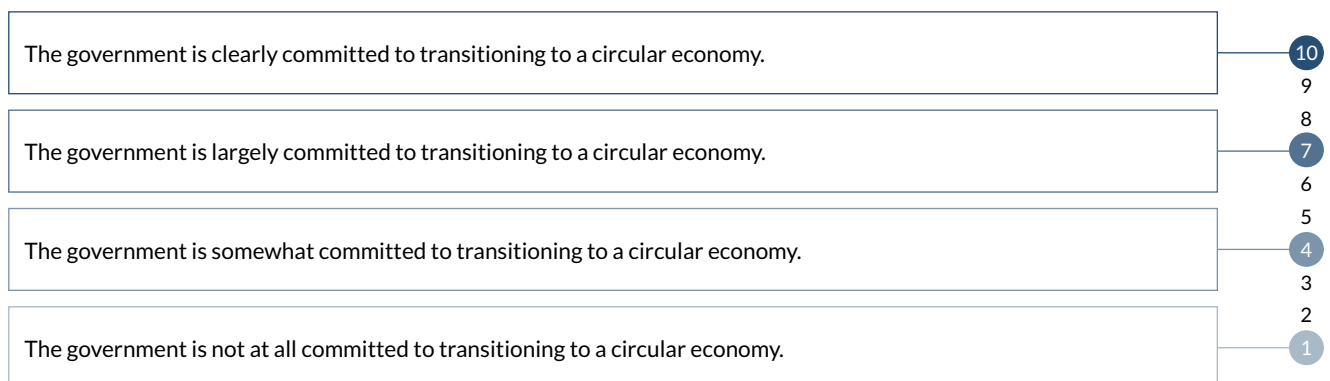 The government is clearly committed to transitioning to a circular economy.
10
9
8
The government is largely committed to transitioning to a circular economy.
7
6
5
The government is somewhat committed to transitioning to a circular economy.
4
3
2
The government is not at all committed to transitioning to a circular economy.
1